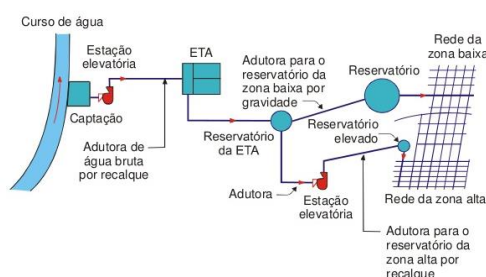 Curso de água
Estação
elevatória
ETA
Captação
Adutora de
água bruta
por recalque
Adutora para o
reservatório da
zona baixa por
gravidade
Reservatório
Rede da
zona baixa
Reservatório
da ETA
Reservatório
elevado
Adutora
Estação
elevatória
Rede da zona alta
Adutora para o
reservatório da
zona alta por
recalque